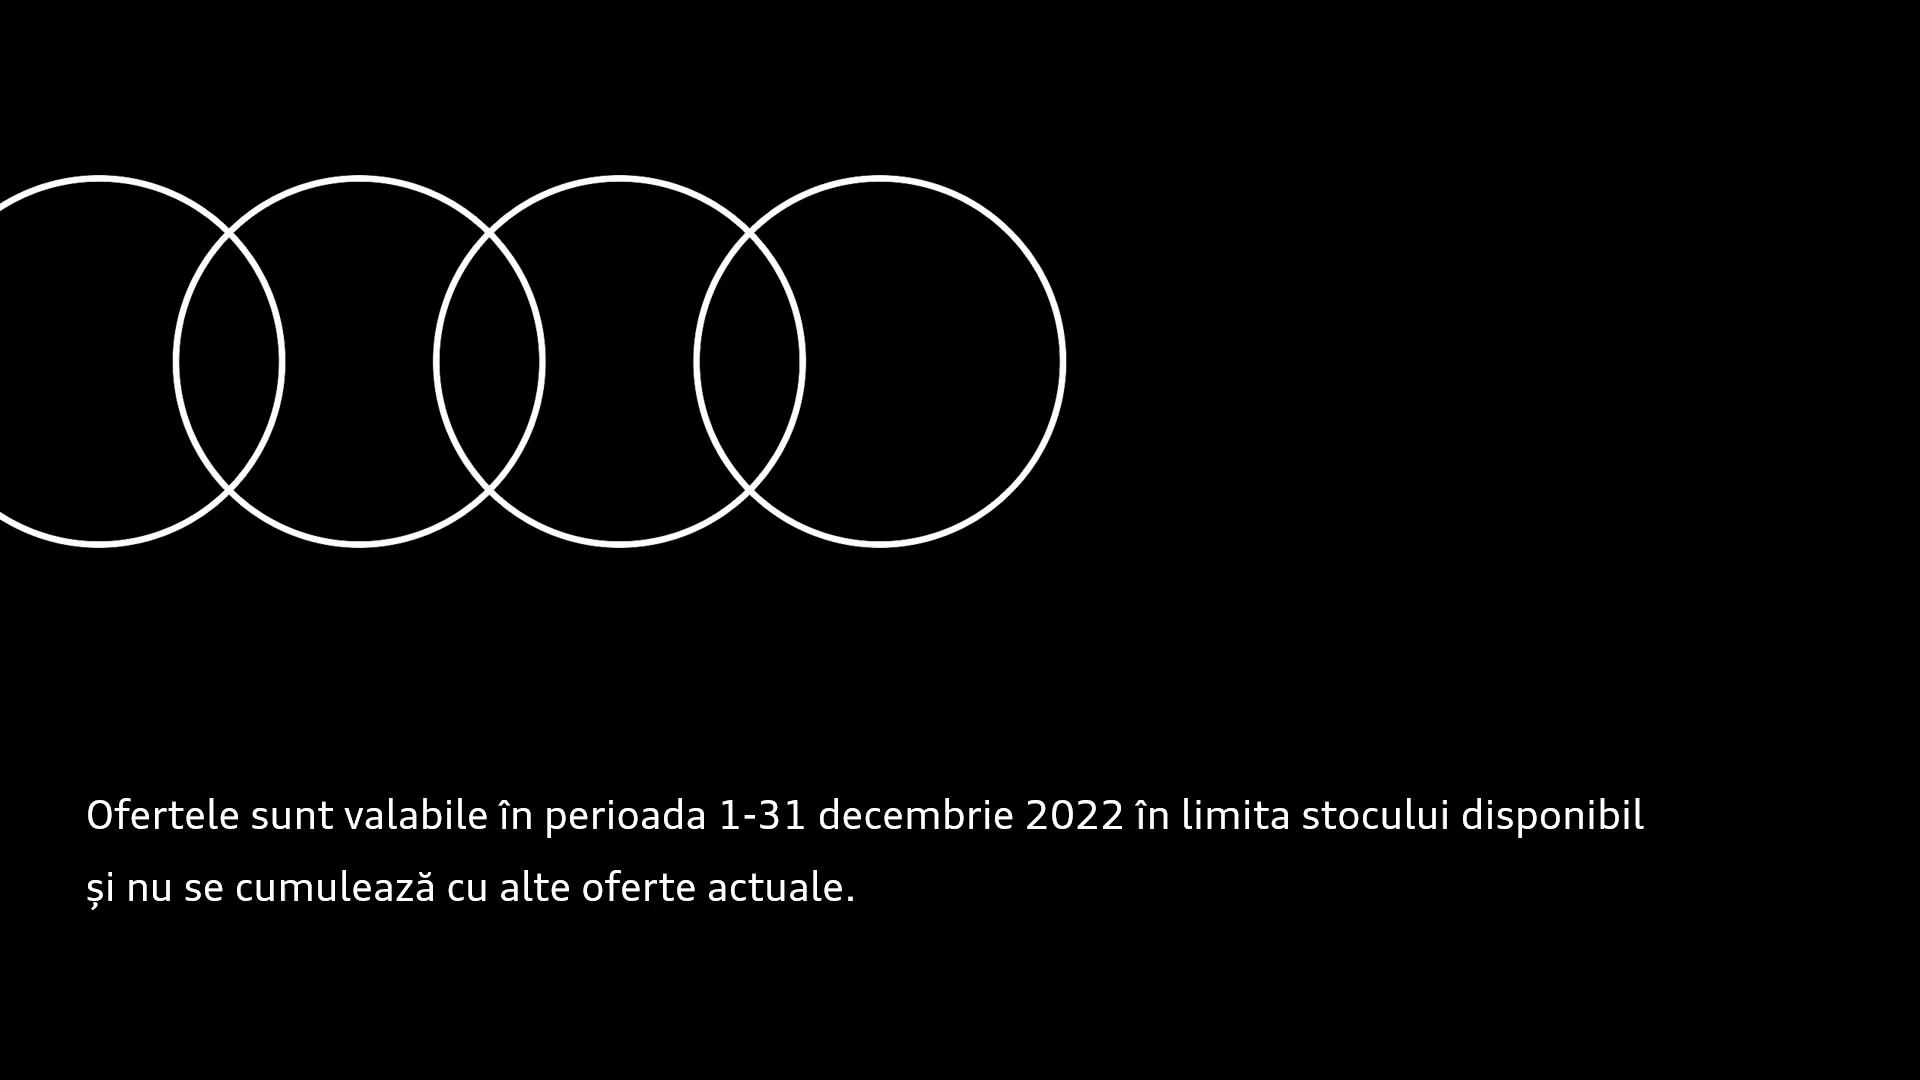 Ofertele sunt valabile în perioada 1-31 decembrie 2022 în limita stocului disponibil
și nu se cumulează cu alte oferte actuale.